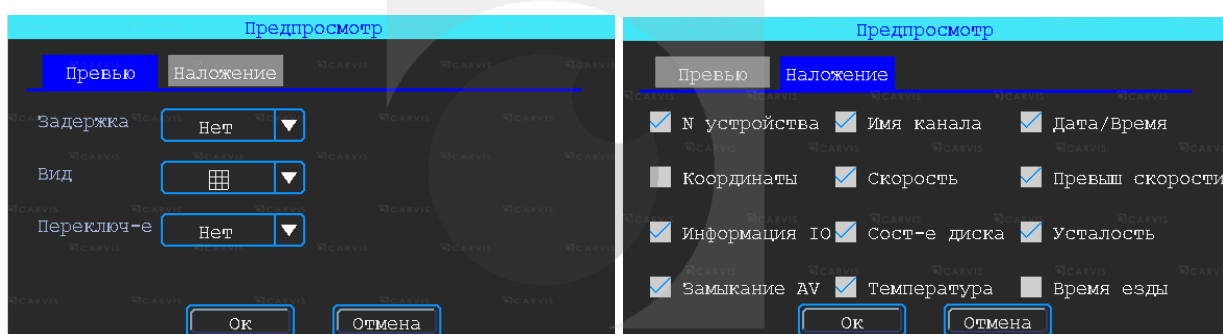 Предпросмотр
Превью Наложение
Задержка Нет
Вид
Переключ-е Нет
Ок Отмена
Предпросмотр
Превью Наложение
N устройства Имя канала Дата/Время
Координаты Скорость Превыш скорости
Информация IO Сост-е диска Усталость
Замыкание AV Температура Время езды
Ок Отмена
CARVIS